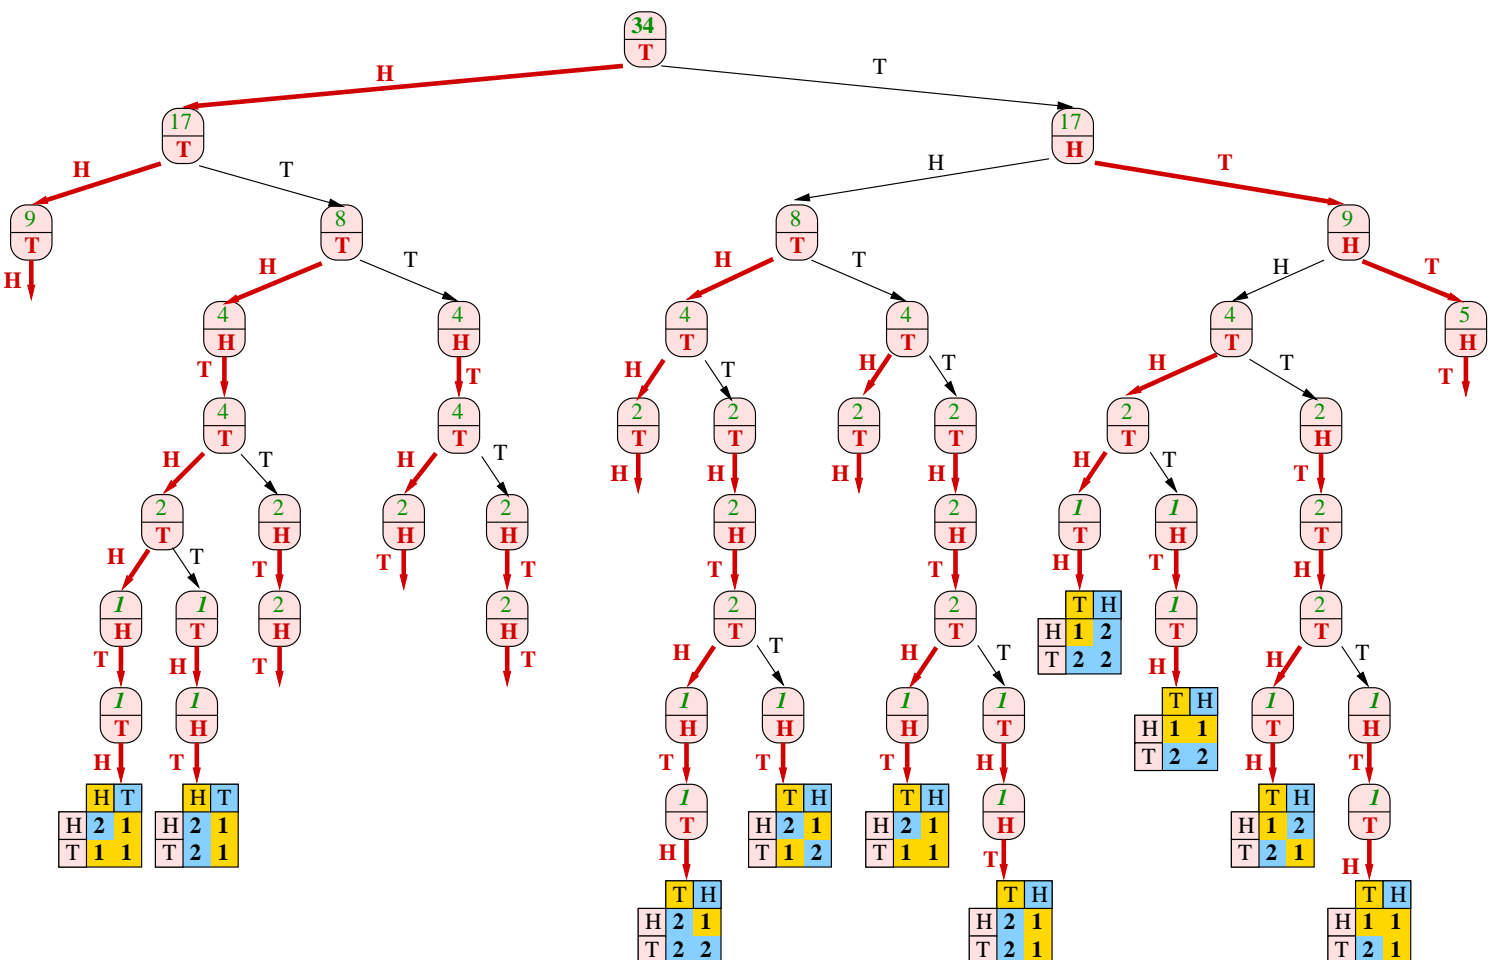 34
T
H T
17 17
T H
H T H T
9 8 8 9
T T T H
H H T H T H T
4 4 4 4 4 5
H H T T T H
T T H T H T H T T
4 4 2 2 2 2 2 2
T T T T T T T H
H T H T H H H H H T T
2 2 2 2 2 2 1 1 2
T H H H H H T H T
H T T T T T T H T H
1 1 2 2 2 2 T H 1 2
H T H H T T H 1 2 T T
T H T T H T H T T 2 2 H H T
1 1 1 1 1 1 T H 1 1
T H H H H T H 1 1 T H
H T T T T H T 2 2 H T
H T H T 1 T H T H 1 T H 1
H 2 1 H 2 1 T H 2 1 H 2 1 H H 1 2 T
T 1 1 T 2 1 H T 1 2 T 1 1 T T 2 1 H
T H T H T H
H 2 1 H 2 1 H 1 1
T 2 2 T 2 1 T 2 1